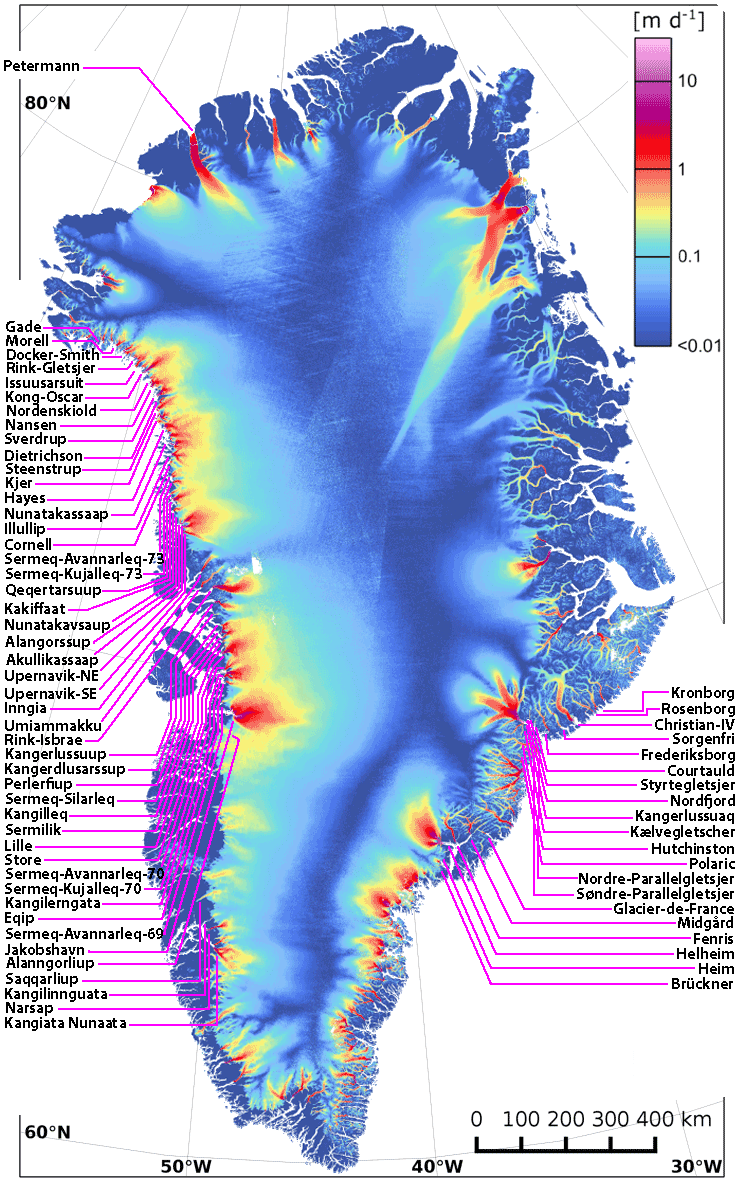 [m d⁻¹]
Petermann
10
80°N
1
0.1
<0.01
Gade
Morell
Docker-Smith
Rink-Gletsjer
Issuusarsuit
Kong-Oscar
Nordenskiold
Nansen
Sverdrup
Dietrichson
Steenstrup
Kjer
Hayes
Nunatakassaap
Illullip
Cornell
Sermeq-Avannarleq-73
Sermeq-Kujalleq-73
Qeqertarsuup
Kakiffaat
Nunatakavsaup
Alangorssup
Akullikassaap
Upernavik-NE
Upernavik-SE
Inngia
Umiammakku
Rink-Isbrae
Kangerlussuup
Kangerdlusarssup
Perlerfiup
Sermeq-Silarleq
Kangilleq
Sermilik
Lille
Store
Sermeq-Avannarleq-70
Sermeq-Kujalleq-70
Kangilerngata
Eqip
Sermeq-Avannarleq-69
Jakobshavn
Alanngorliup
Saqqarliup
Kangilinnguata
Narsap
Kangiata Nunaata
Kronborg
Rosenborg
Christian-IV
Sorgenfri
Frederiksborg
Courtauld
Styrtegletsjer
Nordfjord
Kangerlussuaq
Kælvegletscher
Hutchinston
Polaric
Nordre-Parallelgletsjer
Søndre-Parallelgletsjer
Glacier-de-France
Midgård
Fenris
Helheim
Heim
Brückner
0 100 200 300 400 km
60°N
50°W 40°W 30°W